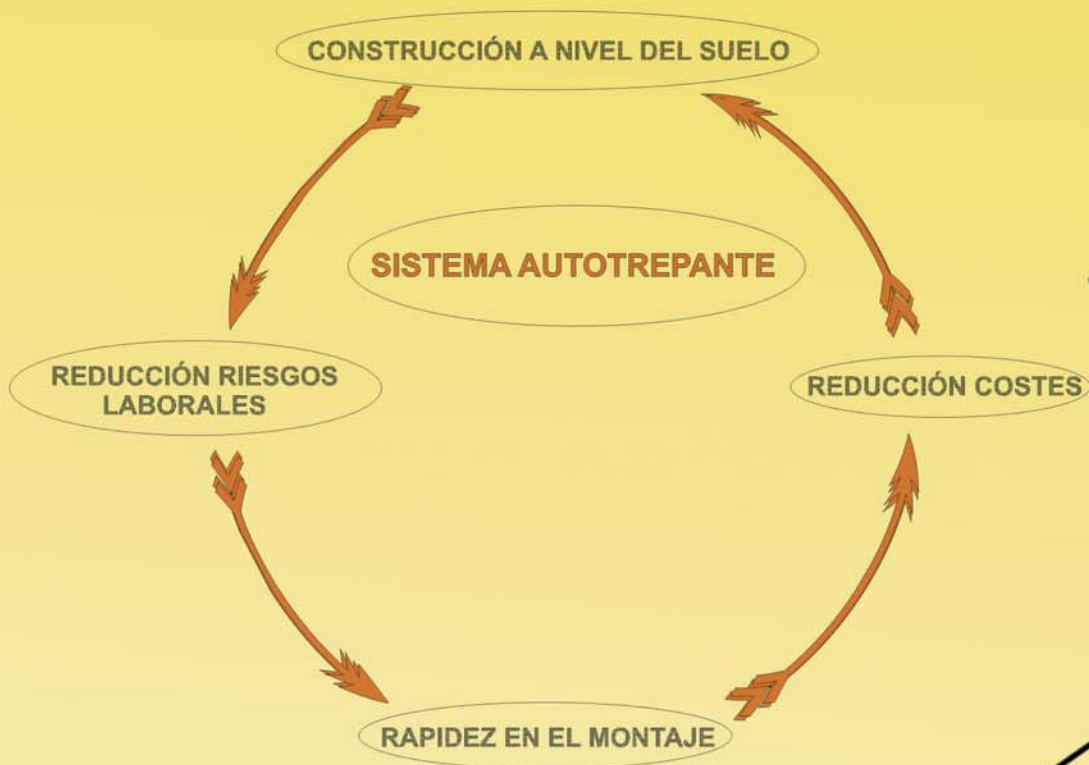 CONSTRUCCIÓN A NIVEL DEL SUELO
SISTEMA AUTOTREPANTE
REDUCCIÓN RIESGOS
LABORALES
REDUCCIÓN COSTES
RAPIDEZ EN EL MONTAJE